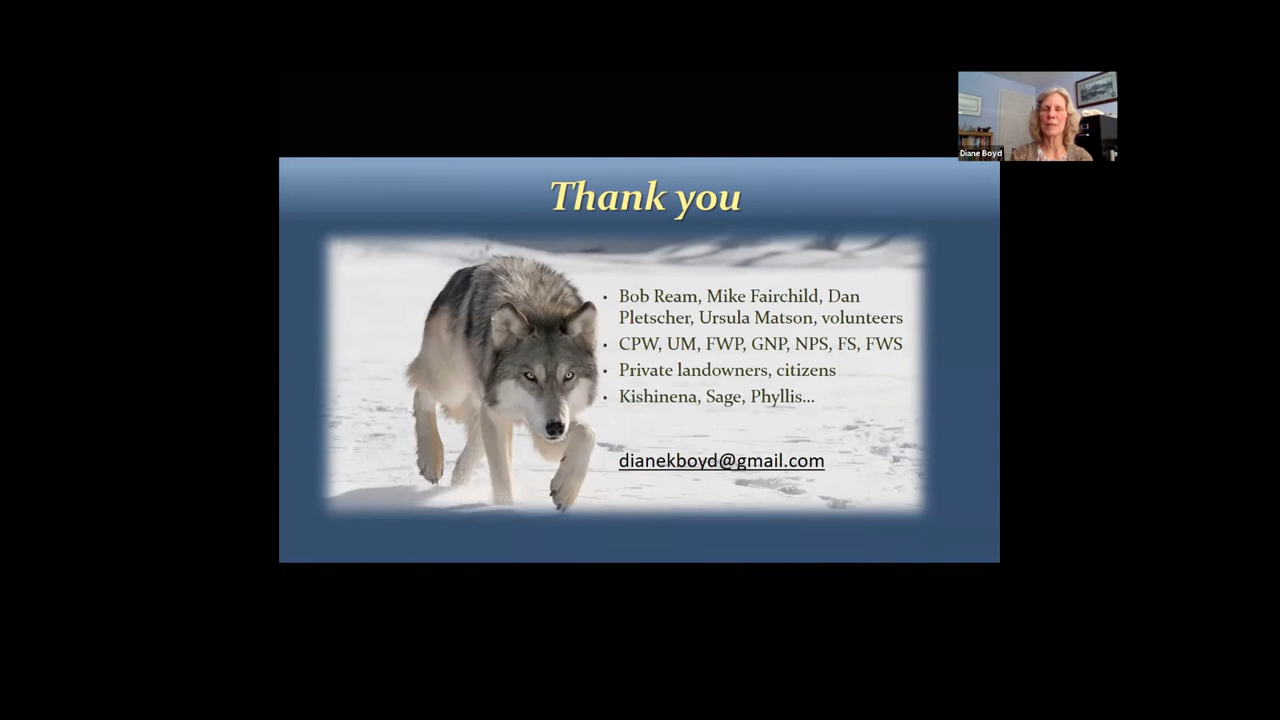 Diane Boyd
Thank you
• Bob Ream, Mike Fairchild, Dan
Pletscher, Ursula Matson, volunteers
• CPW, UM, FWP, GNP, NPS, FS, FWS
• Private landowners, citizens
• Kishinena, Sage, Phyllis...
dianekboyd@gmail.com